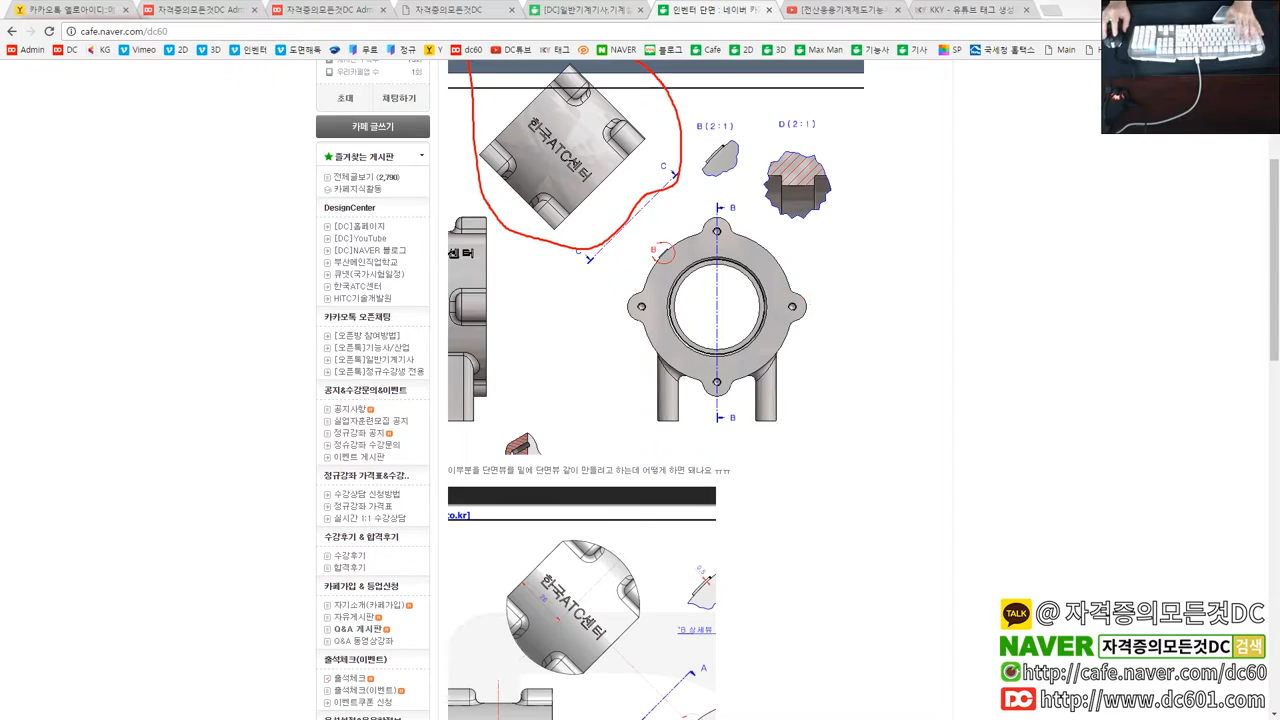 카카오톡 옐로아이디:의
자격증의모든것DC Adm
자격증의모든것DC Adm
자격증의모든것DC
[DC]일반기계기사,기계
인벤터 단면 : 네이버 카
[전산응용기계제도기능
KKY - 유튜브 태그 생성
cafe.naver.com/dc60
Admin DC KG Vimeo 2D 3D 인벤터 도면해독 무료 정규 Y dc60 DC튜브 태그 NAVER 블로그 Cafe 2D 3D Max Man 기능사 기사 SP 국세청 홈택스 Main
우리카페앱 수 1회
초대 채팅하기
카페 글쓰기
즐겨찾는 게시판
전체글보기 (2,790)
카페지식활동
DesignCenter
[DC]홈페이지
[DC]YouTube
[DC]NAVER 블로그
부산메인직업학교
큐넷(국가시험일정)
한국ATC센터
HITC기술개발원
카카오톡 오픈채팅
[오픈방 참여방법]
[오픈톡]기능사/산업
[오픈톡]일반기계기사
[오픈톡]정규수강생 전용
공지&수강문의&이벤트
공지사항
실업자훈련모집 공지
정규강좌 공지
정규강좌 수강문의
이벤트 게시판
정규강좌 가격표&수강..
수강상담 신청방법
정규강좌 가격표
실시간 1:1 수강상담
수강후기 & 합격후기
수강후기
합격후기
카페가입 & 등업신청
자기소개(카페가입)
자유게시판
Q&A 게시판
Q&A 동영상강좌
출석체크(이벤트)
출석체크
출석체크(이벤트)
이벤트쿠폰 신청
한국ATC센터
B ( 2 : 1 )
D ( 2 : 1 )
C
C
B
B
B
센터
이부분을 단면뷰를 밑에 단면뷰 같이 만들려고 하는데 어떻게 하면 돼나요 ㅠㅠ
co.kr]
한국ATC센터
0.5
"B 상세뷰
A
TALK @ 자격증의모든것DC
NAVER 자격증의모든것DC 검색
http://cafe.naver.com/dc60
DC http://www.dc601.com/